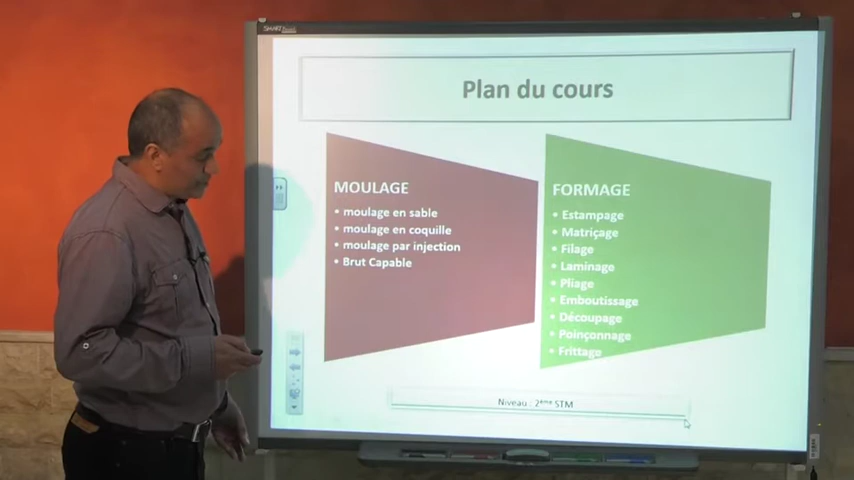 SMART
Plan du cours
MOULAGE
• moulage en sable
• moulage en coquille
• moulage par injection
• Brut Capable
FORMAGE
• Estampage
• Matriçage
• Filage
• Laminage
• Pliage
• Emboutissage
• Découpage
• Poinçonnage
• Frittage
Niveau : 2ème STM